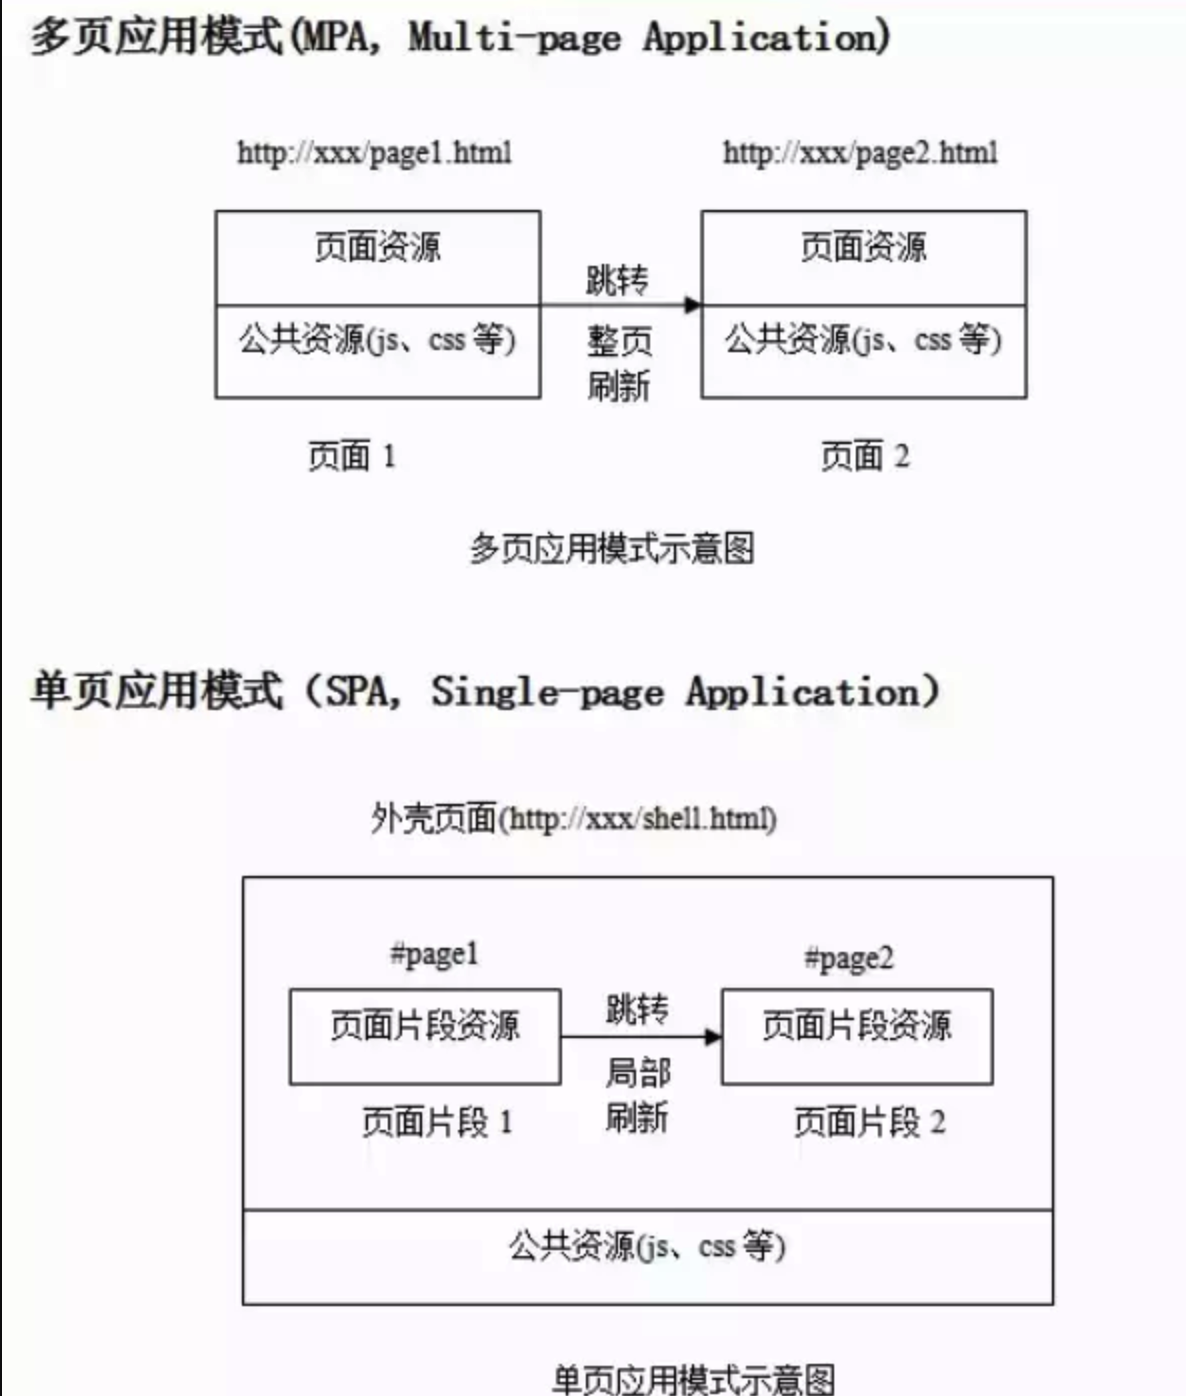 多页应用模式(MPA, Multi-page Application)
http://xxx/page1.html
http://xxx/page2.html
页面资源
公共资源(js、css 等)
跳转
整页
刷新
页面资源
公共资源(js、css 等)
页面 1
页面 2
多页应用模式示意图
单页应用模式（SPA, Single-page Application）
外壳页面(http://xxx/shell.html)
#page1
#page2
页面片段资源
跳转
局部
刷新
页面片段资源
页面片段 1
页面片段 2
公共资源(js、css 等)
单页应用模式示意图